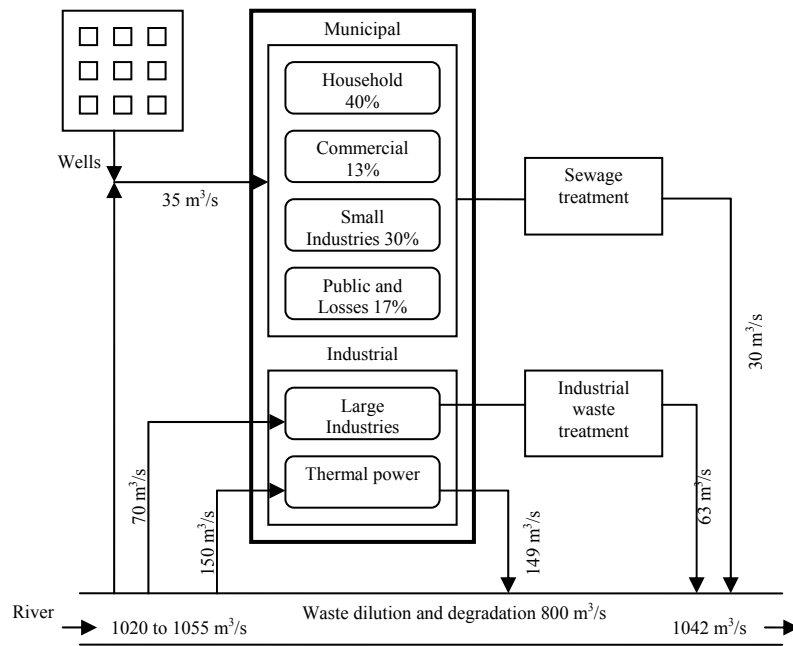 Municipal
Household
40%
Commercial
13%
Small
Industries 30%
Public and
Losses 17%
Wells
35 m³/s
Sewage
treatment
30 m³/s
Industrial
Large
Industries
Thermal power
Industrial
waste
treatment
70 m³/s
150 m³/s
149 m³/s
63 m³/s
River
1020 to 1055 m³/s
Waste dilution and degradation 800 m³/s
1042 m³/s